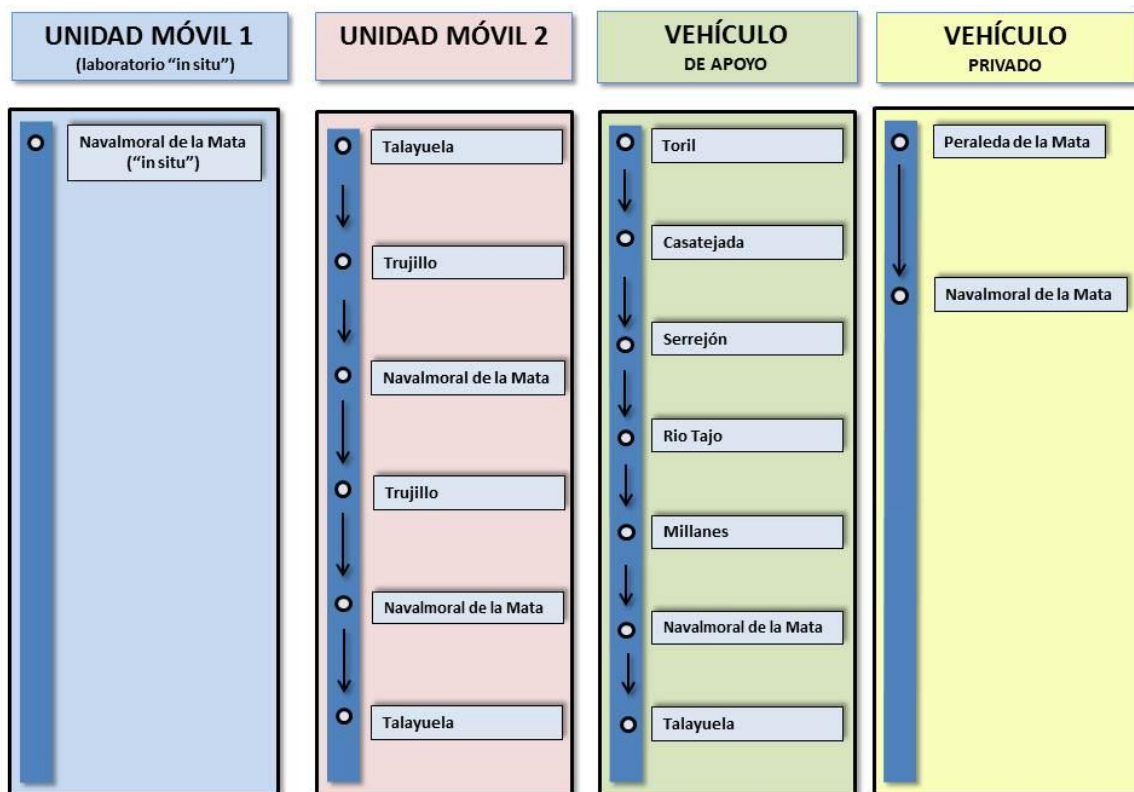 UNIDAD MÓVIL 1
(laboratorio “in situ”)
Navalmoral de la Mata
(“in situ”)
UNIDAD MÓVIL 2
Talayuela
Trujillo
Navalmoral de la Mata
Trujillo
Navalmoral de la Mata
Talayuela
VEHÍCULO
DE APOYO
Toril
Casatejada
Serrejón
Rio Tajo
Millanes
Navalmoral de la Mata
Talayuela
VEHÍCULO
PRIVADO
Peraleda de la Mata
Navalmoral de la Mata